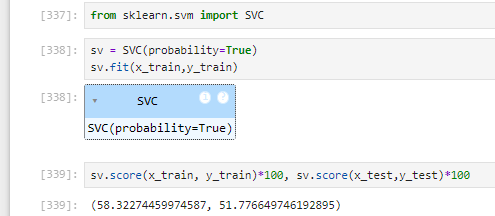 [337]: from sklearn.svm import SVC
[338]: sv = SVC(probability=True)
sv.fit(x_train,y_train)
[338]: SVC
SVC(probability=True)
[339]: sv.score(x_train, y_train)*100, sv.score(x_test,y_test)*100
[339]: (58.32274459974587, 51.776649746192895)